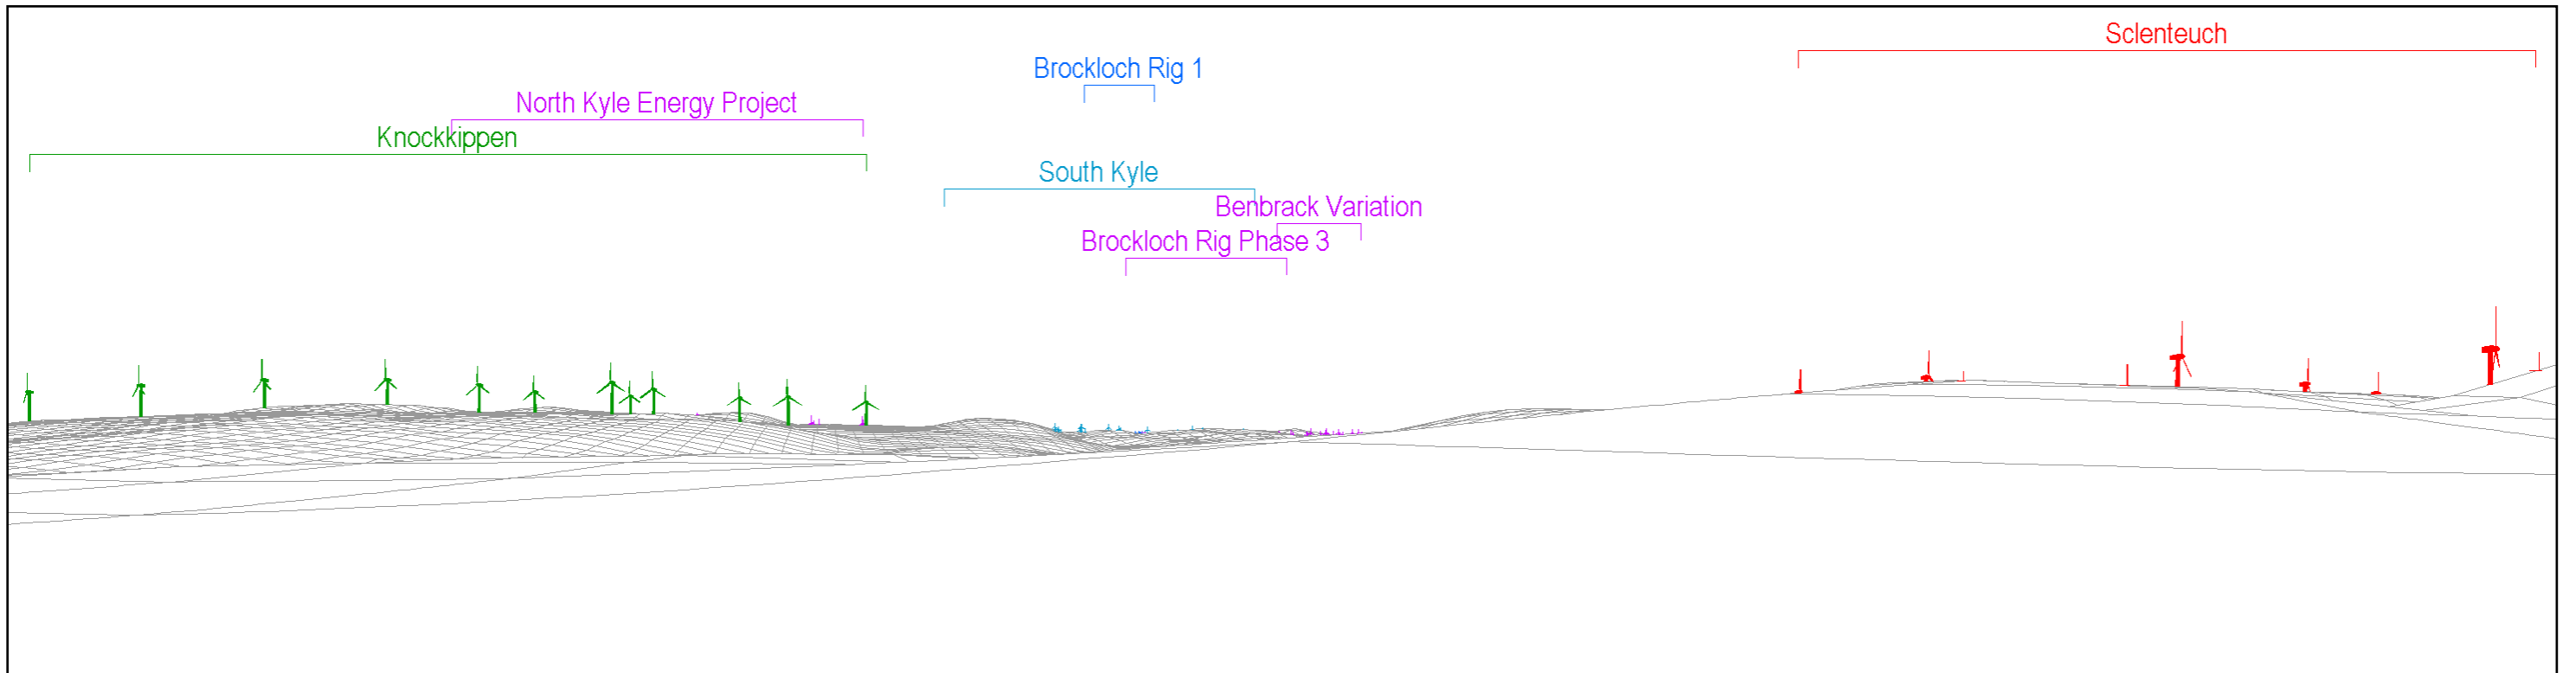 Sclenteuch
Brockloch Rig 1
North Kyle Energy Project
Knockkippen
South Kyle
Benbrack Variation
Brockloch Rig Phase 3